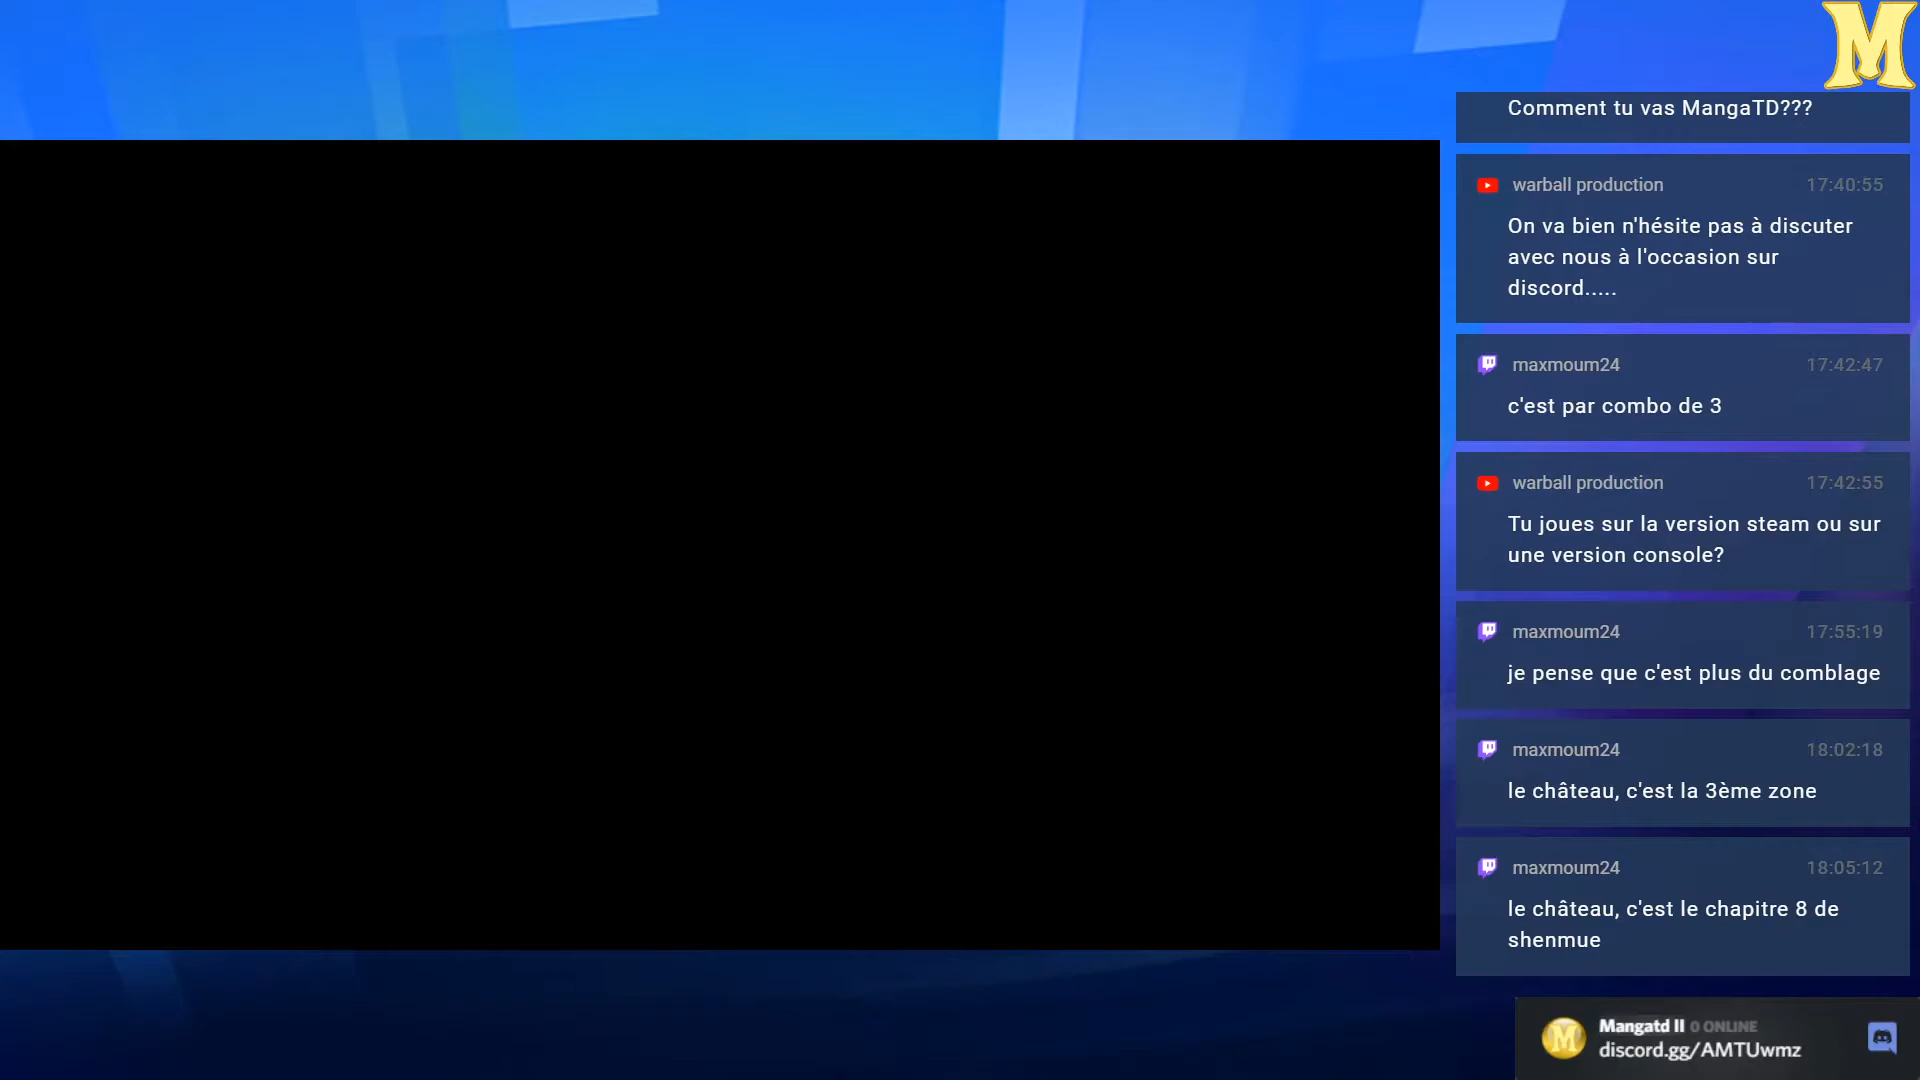 M
Comment tu vas MangaTD???
warball production 17:40:55
On va bien n'hésite pas à discuter
avec nous à l'occasion sur
discord.....
maxmoum24 17:42:47
c'est par combo de 3
warball production 17:42:55
Tu joues sur la version steam ou sur
une version console?
maxmoum24 17:55:19
je pense que c'est plus du comblage
maxmoum24 18:02:18
le château, c'est la 3ème zone
maxmoum24 18:05:12
le château, c'est le chapitre 8 de
shenmue
M
Mangatd II 0 ONLINE
discord.gg/AMTUwmz